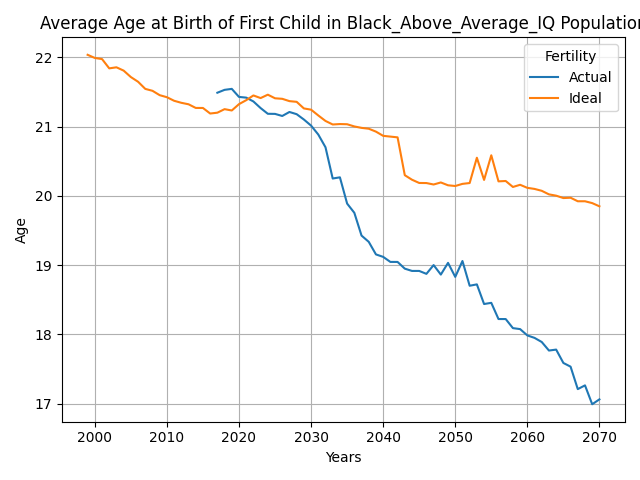 Average Age at Birth of First Child in Black_Above_Average_IQ Population
22
21
20
19
18
17
Age
Fertility
Actual
Ideal
2000 2010 2020 2030 2040 2050 2060 2070
Years